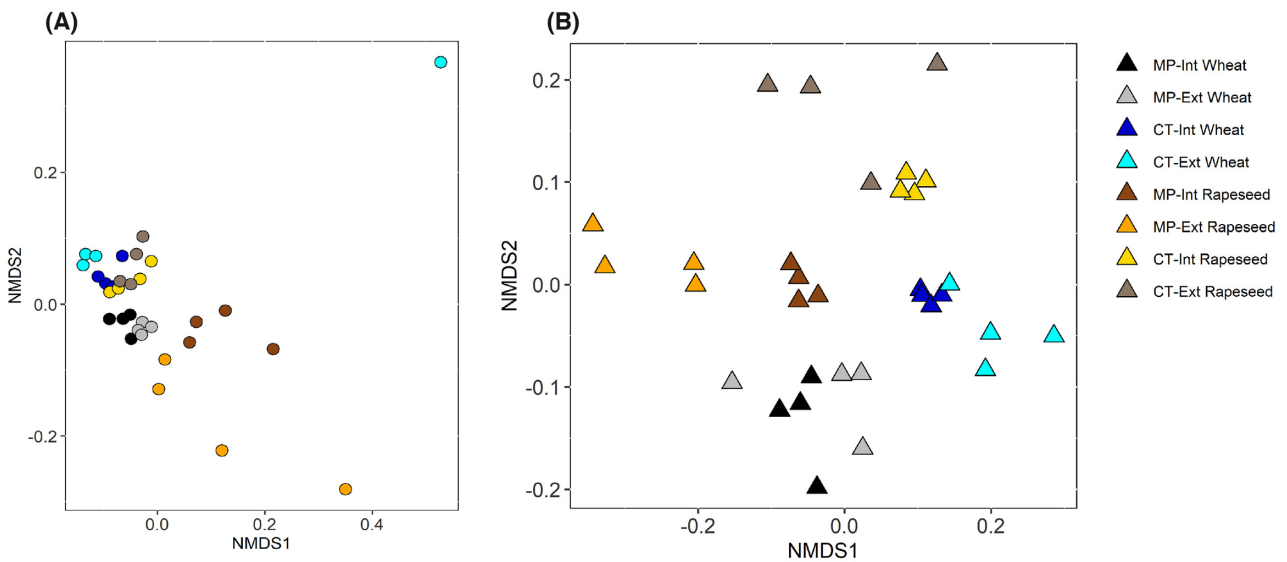 (A)
(B)
0.2
0.0
-0.2
NMDS2
0.0
0.2
0.4
NMDS1
0.2
0.1
0.0
-0.1
-0.2
NMDS2
-0.2
0.0
0.2
NMDS1
MP-Int Wheat
MP-Ext Wheat
CT-Int Wheat
CT-Ext Wheat
MP-Int Rapeseed
MP-Ext Rapeseed
CT-Int Rapeseed
CT-Ext Rapeseed